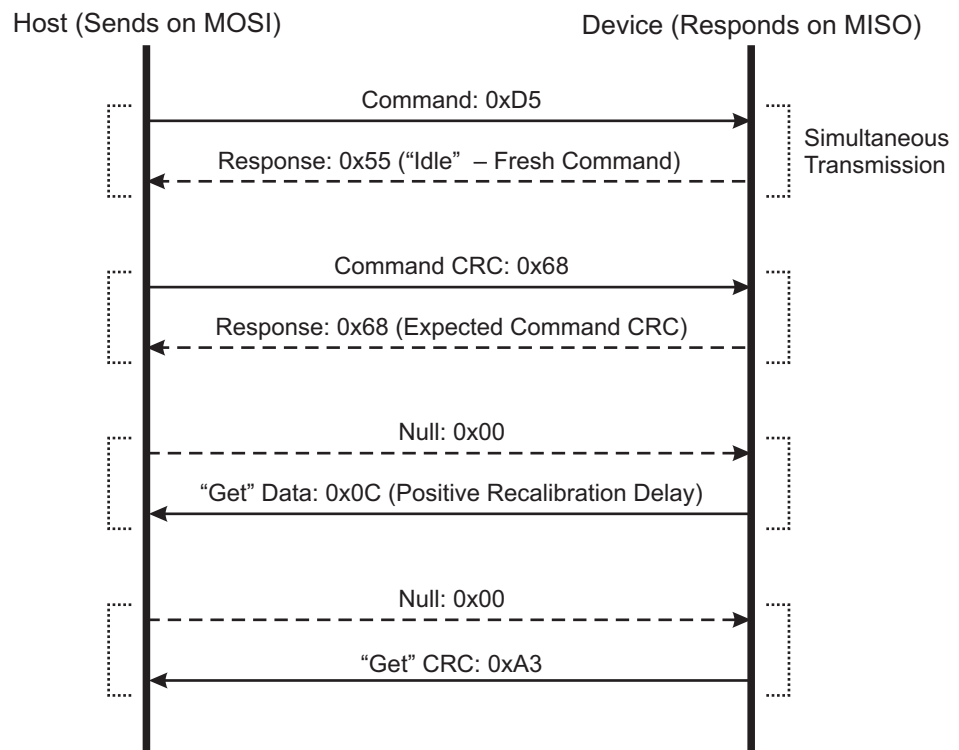 Host (Sends on MOSI)
Device (Responds on MISO)
Command: 0xD5
Response: 0x55 (“Idle” – Fresh Command)
Simultaneous
Transmission
Command CRC: 0x68
Response: 0x68 (Expected Command CRC)
Null: 0x00
“Get” Data: 0x0C (Positive Recalibration Delay)
Null: 0x00
“Get” CRC: 0xA3